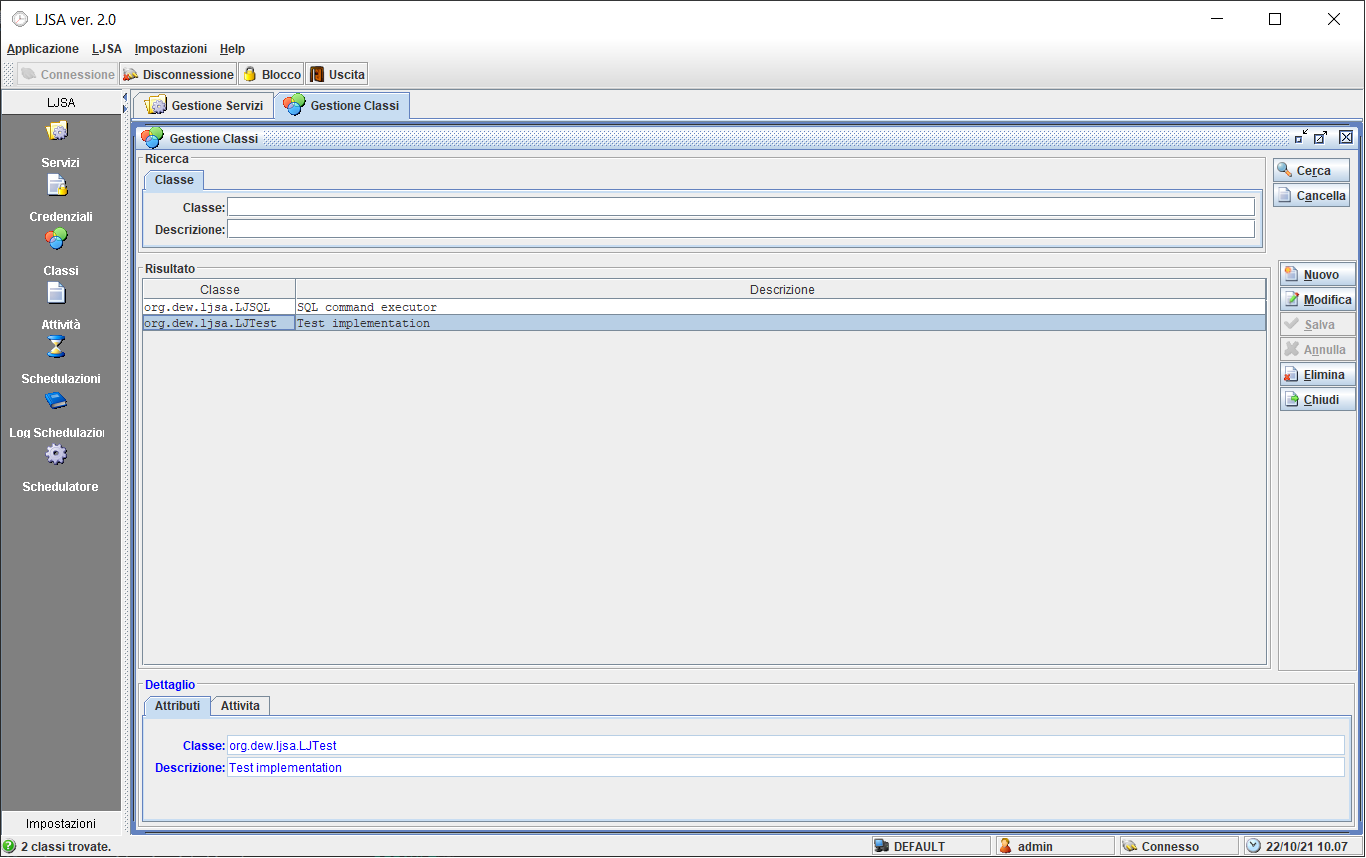 LJSA ver. 2.0
Applicazione LJSA Impostazioni Help
Connessione Disconnessione Blocco Uscita
LJSA
Servizi
Credenziali
Classi
Attività
Schedulazioni
Log Schedulazion
Schedulatore
Impostazioni
Gestione Servizi Gestione Classi
Gestione Classi
Ricerca
Classe
Classe:
Descrizione:
Cerca
Cancella
Risultato
Classe Descrizione
org.dew.ljsa.LJSQL SQL command executor
org.dew.ljsa.LJTest Test implementation
Nuovo
Modifica
Salva
Annulla
Elimina
Chiudi
Dettaglio
Attributi Attivita
Classe: org.dew.ljsa.LJTest
Descrizione: Test implementation
2 classi trovate. DEFAULT admin Connesso 22/10/21 10.07